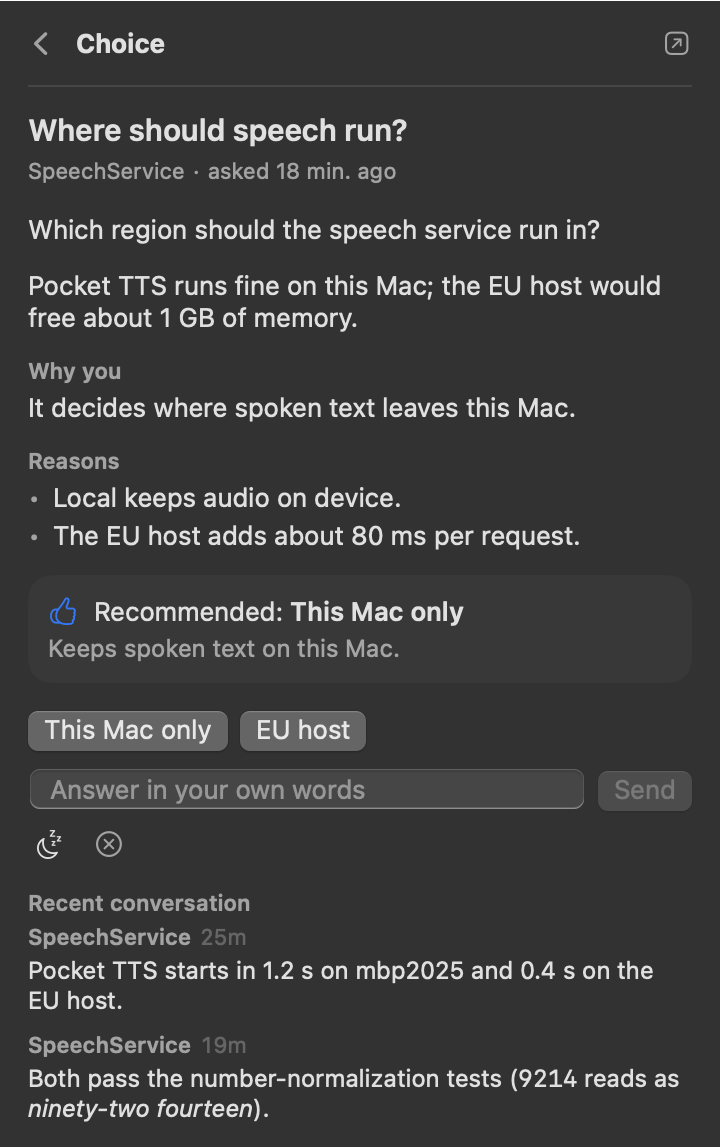 Choice
Where should speech run?
SpeechService · asked 18 min. ago
Which region should the speech service run in?
Pocket TTS runs fine on this Mac; the EU host would
free about 1 GB of memory.
Why you
It decides where spoken text leaves this Mac.
Reasons
• Local keeps audio on device.
• The EU host adds about 80 ms per request.
Recommended: This Mac only
Keeps spoken text on this Mac.
This Mac only EU host
Answer in your own words Send
Recent conversation
SpeechService 25m
Pocket TTS starts in 1.2 s on mbp2025 and 0.4 s on the
EU host.
SpeechService 19m
Both pass the number-normalization tests (9214 reads as
ninety-two fourteen).